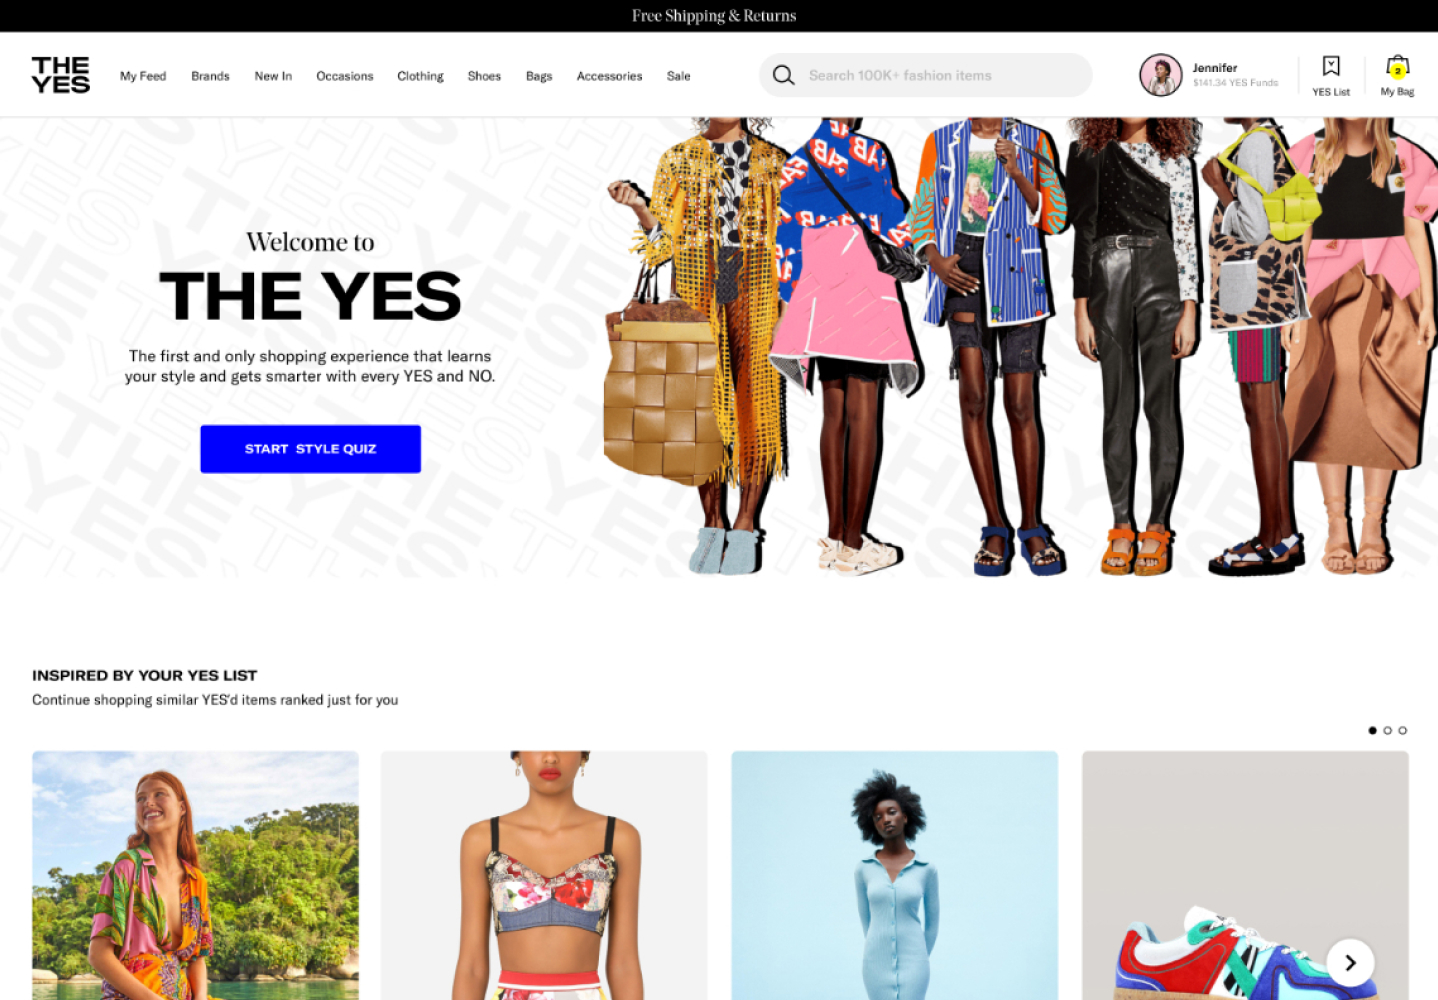 Free Shipping & Returns
THE
YES
My Feed
Brands
New In
Occasions
Clothing
Shoes
Bags
Accessories
Sale
Search 100K+ fashion items
Jennifer
$141.34 YES Funds
YES List
2
My Bag
Welcome to
THE YES
The first and only shopping experience that learns
your style and gets smarter with every YES and NO.
START STYLE QUIZ
INSPIRED BY YOUR YES LIST
Continue shopping similar YES'd items ranked just for you